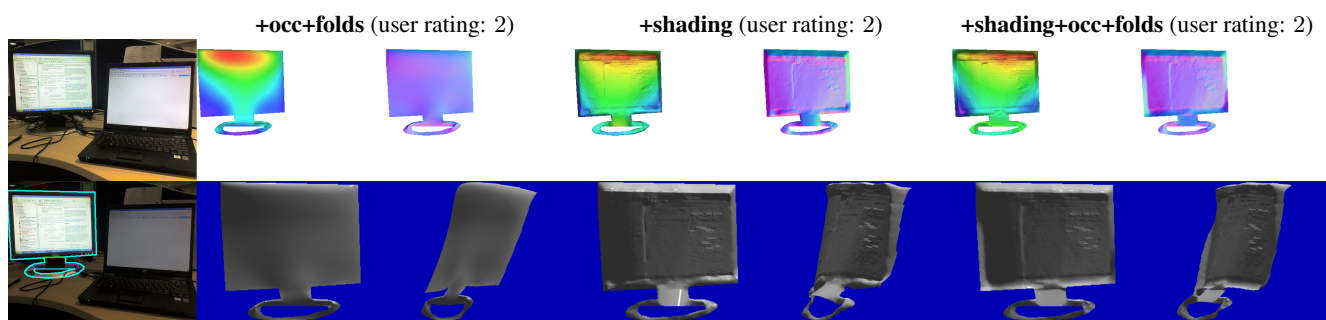 +occ+folds (user rating: 2)
+shading (user rating: 2)
+shading+occ+folds (user rating: 2)